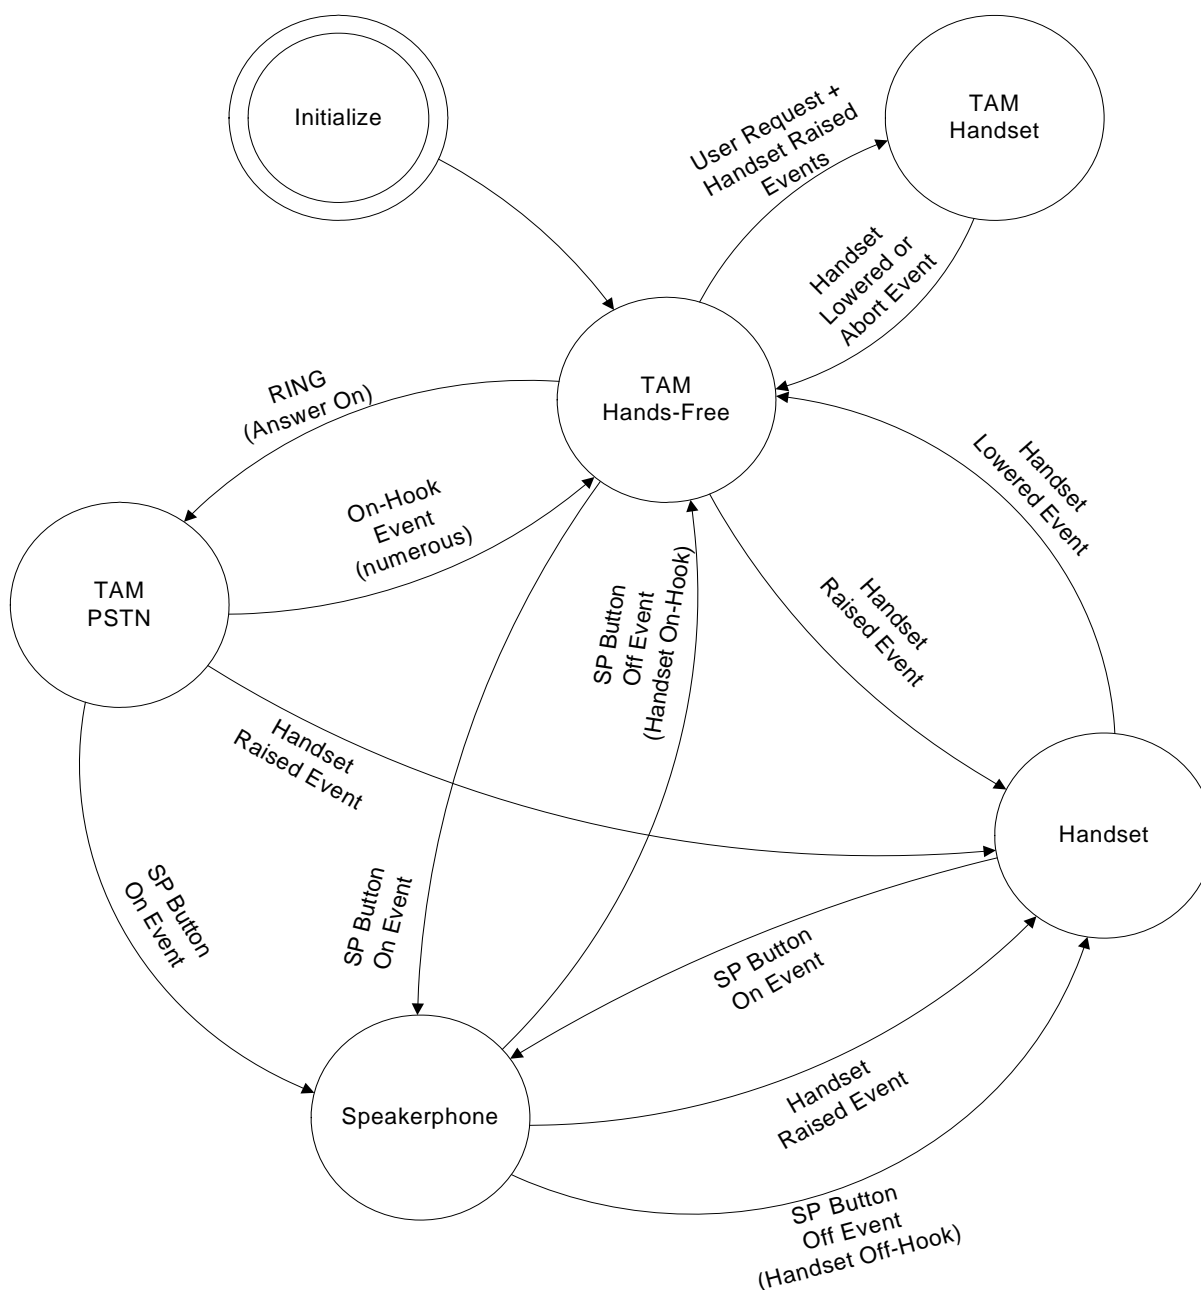 Initialize
User Request +
Handset Raised
Events
TAM
Handset
Handset
Lowered or
Abort Event
RING
(Answer On)
TAM
Hands-Free
Handset
Lowered Event
On-Hook
Event
(numerous)
TAM
PSTN
SP Button
Off Event
(Handset On-Hook)
Handset
Raised Event
Handset
Raised Event
Handset
SP Button
On Event
SP Button
On Event
SP Button
On Event
Speakerphone
Handset
Raised Event
SP Button
Off Event
(Handset Off-Hook)